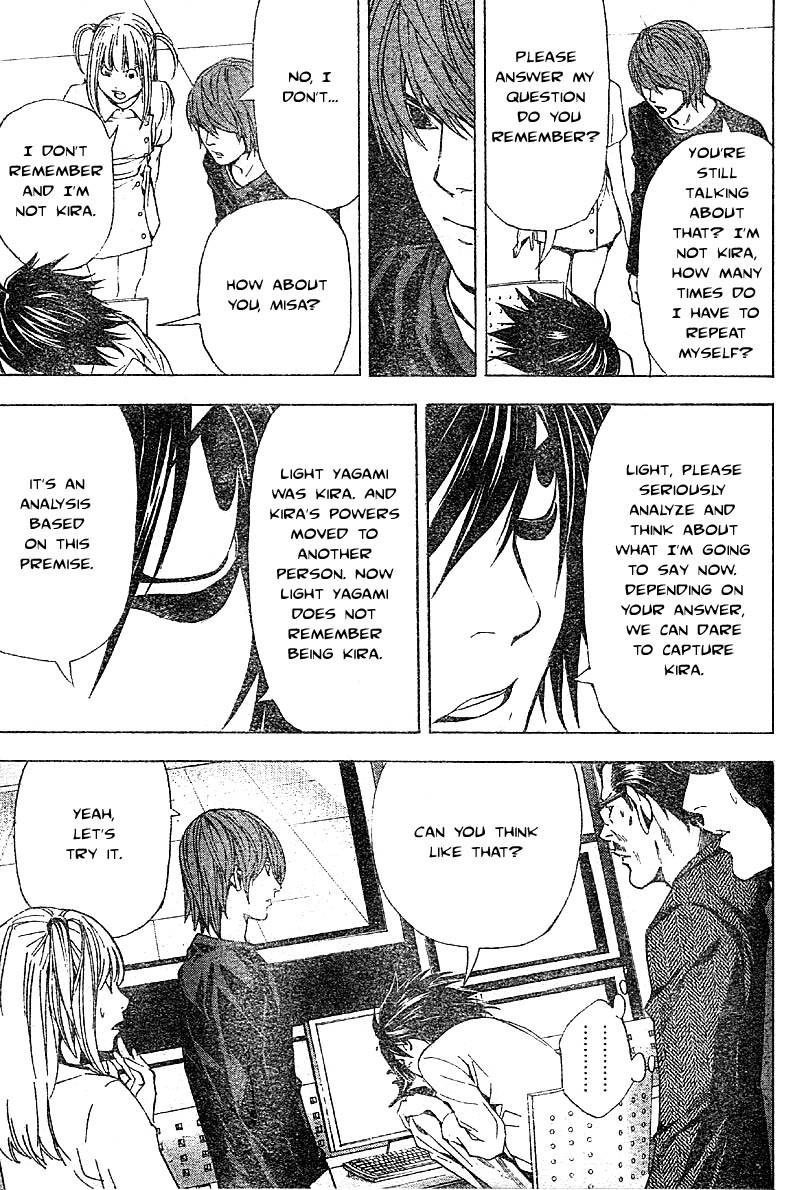 PLEASE
ANSWER MY
QUESTION
DO YOU
REMEMBER?
YOU'RE
STILL
TALKING
ABOUT
THAT? I'M
NOT KIRA,
HOW MANY
TIMES DO
I HAVE TO
REPEAT
MYSELF?
NO, I
DON'T...
HOW ABOUT
YOU, MISA?
I DON'T
REMEMBER
AND I'M
NOT KIRA.
LIGHT, PLEASE
SERIOUSLY
ANALYZE AND
THINK ABOUT
WHAT I'M GOING
TO SAY NOW.
DEPENDING ON
YOUR ANSWER,
WE CAN DARE
TO CAPTURE
KIRA.
LIGHT YAGAMI
WAS KIRA. AND
KIRA'S POWERS
MOVED TO
ANOTHER
PERSON. NOW
LIGHT YAGAMI
DOES NOT
REMEMBER
BEING KIRA.
IT'S AN
ANALYSIS
BASED
ON THIS
PREMISE.
CAN YOU THINK
LIKE THAT?
YEAH,
LET'S
TRY IT.